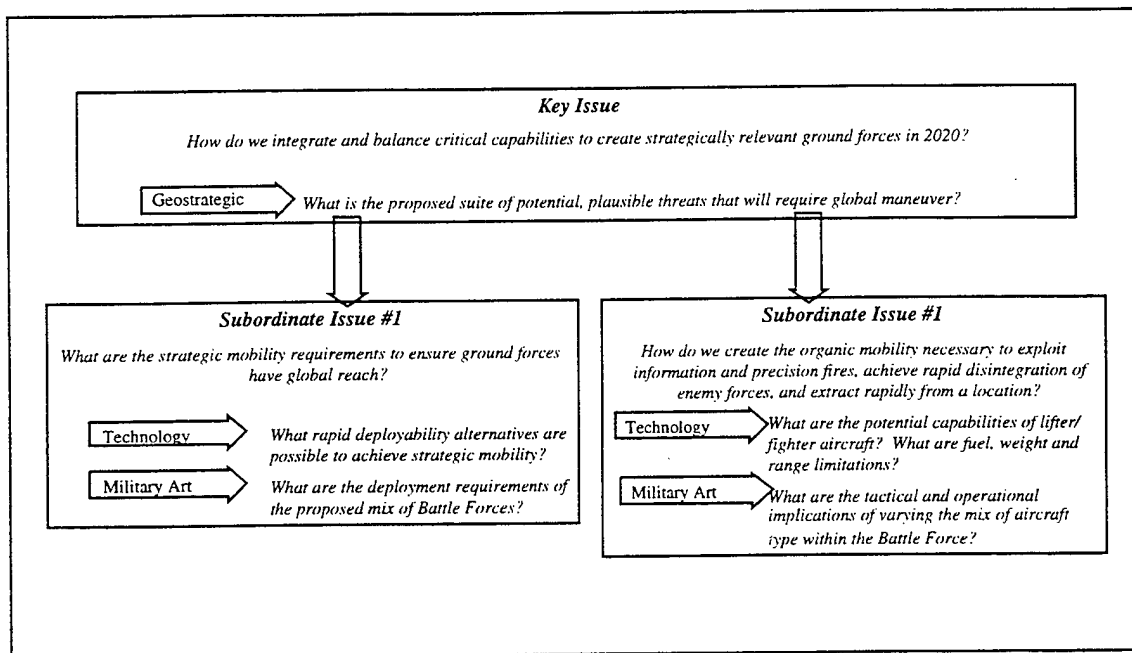 Key Issue
How do we integrate and balance critical capabilities to create strategically relevant ground forces in 2020?
Geostrategic
What is the proposed suite of potential, plausible threats that will require global maneuver?
Subordinate Issue #1
What are the strategic mobility requirements to ensure ground forces
have global reach?
Technology
What rapid deployability alternatives are
possible to achieve strategic mobility?
Military Art
What are the deployment requirements of
the proposed mix of Battle Forces?
Subordinate Issue #1
How do we create the organic mobility necessary to exploit
information and precision fires, achieve rapid disintegration of
enemy forces, and extract rapidly from a location?
Technology
What are the potential capabilities of lifter/
fighter aircraft? What are fuel, weight and
range limitations?
Military Art
What are the tactical and operational
implications of varying the mix of aircraft
type within the Battle Force?